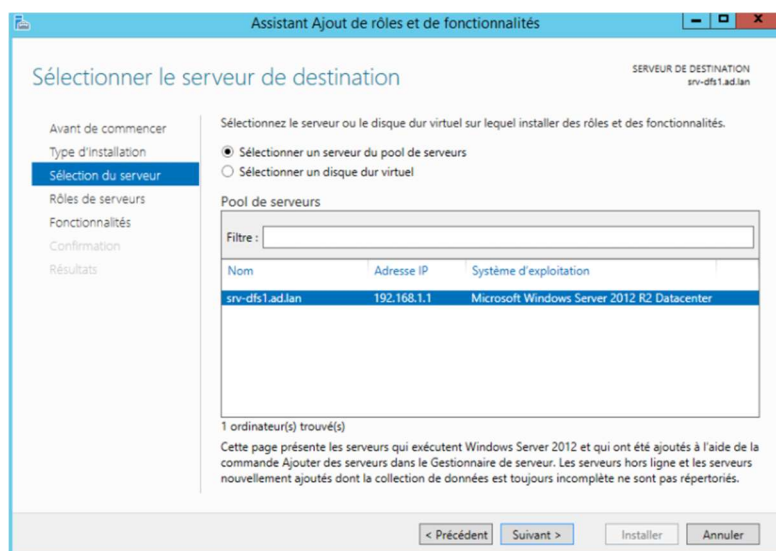 Assistant Ajout de rôles et de fonctionnalités
Sélectionner le serveur de destination
SERVEUR DE DESTINATION
srv-dfs1.ad.lan
Avant de commencer
Type d'installation
Sélection du serveur
Rôles de serveurs
Fonctionnalités
Confirmation
Résultats
Sélectionnez le serveur ou le disque dur virtuel sur lequel installer des rôles et des fonctionnalités.
Sélectionner un serveur du pool de serveurs
Sélectionner un disque dur virtuel
Pool de serveurs
Filtre :
Nom Adresse IP Système d'exploitation
srv-dfs1.ad.lan 192.168.1.1 Microsoft Windows Server 2012 R2 Datacenter
1 ordinateur(s) trouvé(s)
Cette page présente les serveurs qui exécutent Windows Server 2012 et qui ont été ajoutés à l'aide de la
commande Ajouter des serveurs dans le Gestionnaire de serveur. Les serveurs hors ligne et les serveurs
nouvellement ajoutés dont la collection de données est toujours incomplète ne sont pas répertoriés.
< Précédent Suivant > Installer Annuler